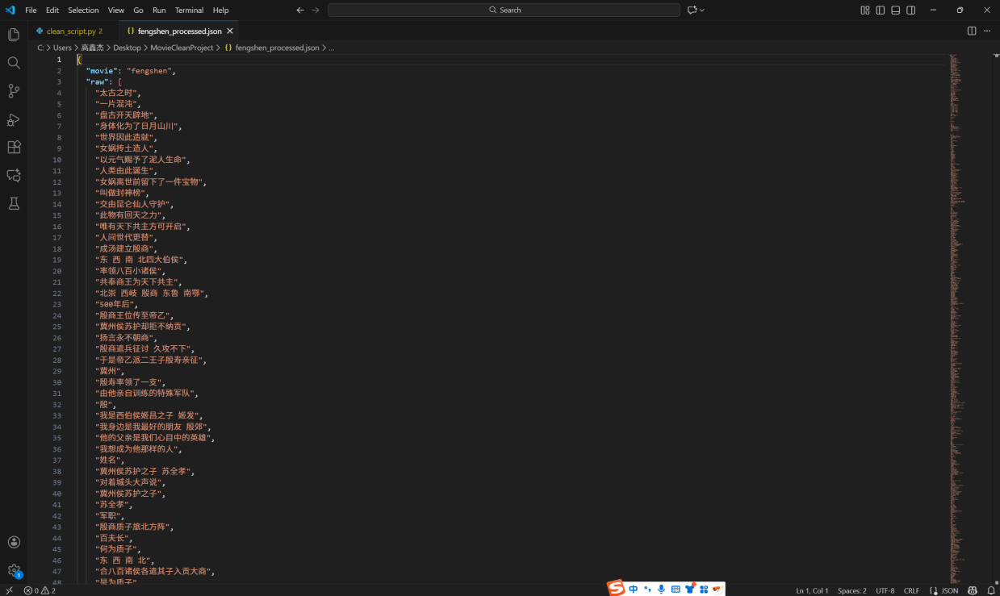 File Edit Selection View Go Run Terminal Help Search
clean_script.py 2 {} fengshen_processed.json
C: > Users > 高鑫杰 > Desktop > MovieCleanProject > {} fengshen_processed.json > ...
1 {
2 "movie": "fengshen",
3 "raw": [
4 "太古之时",
5 "一片混沌",
6 "盘古开天辟地",
7 "身体化为了日月山川",
8 "世界因此造就",
9 "女娲抟土造人",
10 "以元气赐予了泥人生命",
11 "人类由此诞生",
12 "女娲离世前留下了一件宝物",
13 "叫做封神榜",
14 "交由昆仑仙人守护",
15 "此物有回天之力",
16 "唯有天下共主方可开启",
17 "人间世代更替",
18 "成汤建立殷商",
19 "东 西 南 北四大伯侯",
20 "率领八百小诸侯",
21 "共奉商王为天下共主",
22 "北崇 西岐 殷商 东鲁 南鄂",
23 "500年后",
24 "殷商王位传至帝乙",
25 "冀州侯苏护却拒不纳贡",
26 "扬言永不朝商",
27 "殷商遣兵征讨 久攻不下",
28 "于是帝乙派二王子殷寿亲征",
29 "冀州",
30 "殷寿率领了一支",
31 "由他亲自训练的特殊军队",
32 "殷",
33 "我是西伯侯姬昌之子 姬发",
34 "我身边是我最好的朋友 殷郊",
35 "他的父亲是我们心目中的英雄",
36 "我想成为他那样的人",
37 "姓名",
38 "冀州侯苏护之子 苏全孝",
39 "对着城头大声说",
40 "冀州侯苏护之子",
41 "苏全孝",
42 "军职",
43 "殷商质子旅北方阵",
44 "百夫长",
45 "何为质子",
46 "东 西 南 北",
47 "合八百诸侯各遣其子入贡大商",
48 "是为质子"
0 2 Ln 1, Col 1 Spaces: 2 UTF-8 CRLF {} JSON
中
1